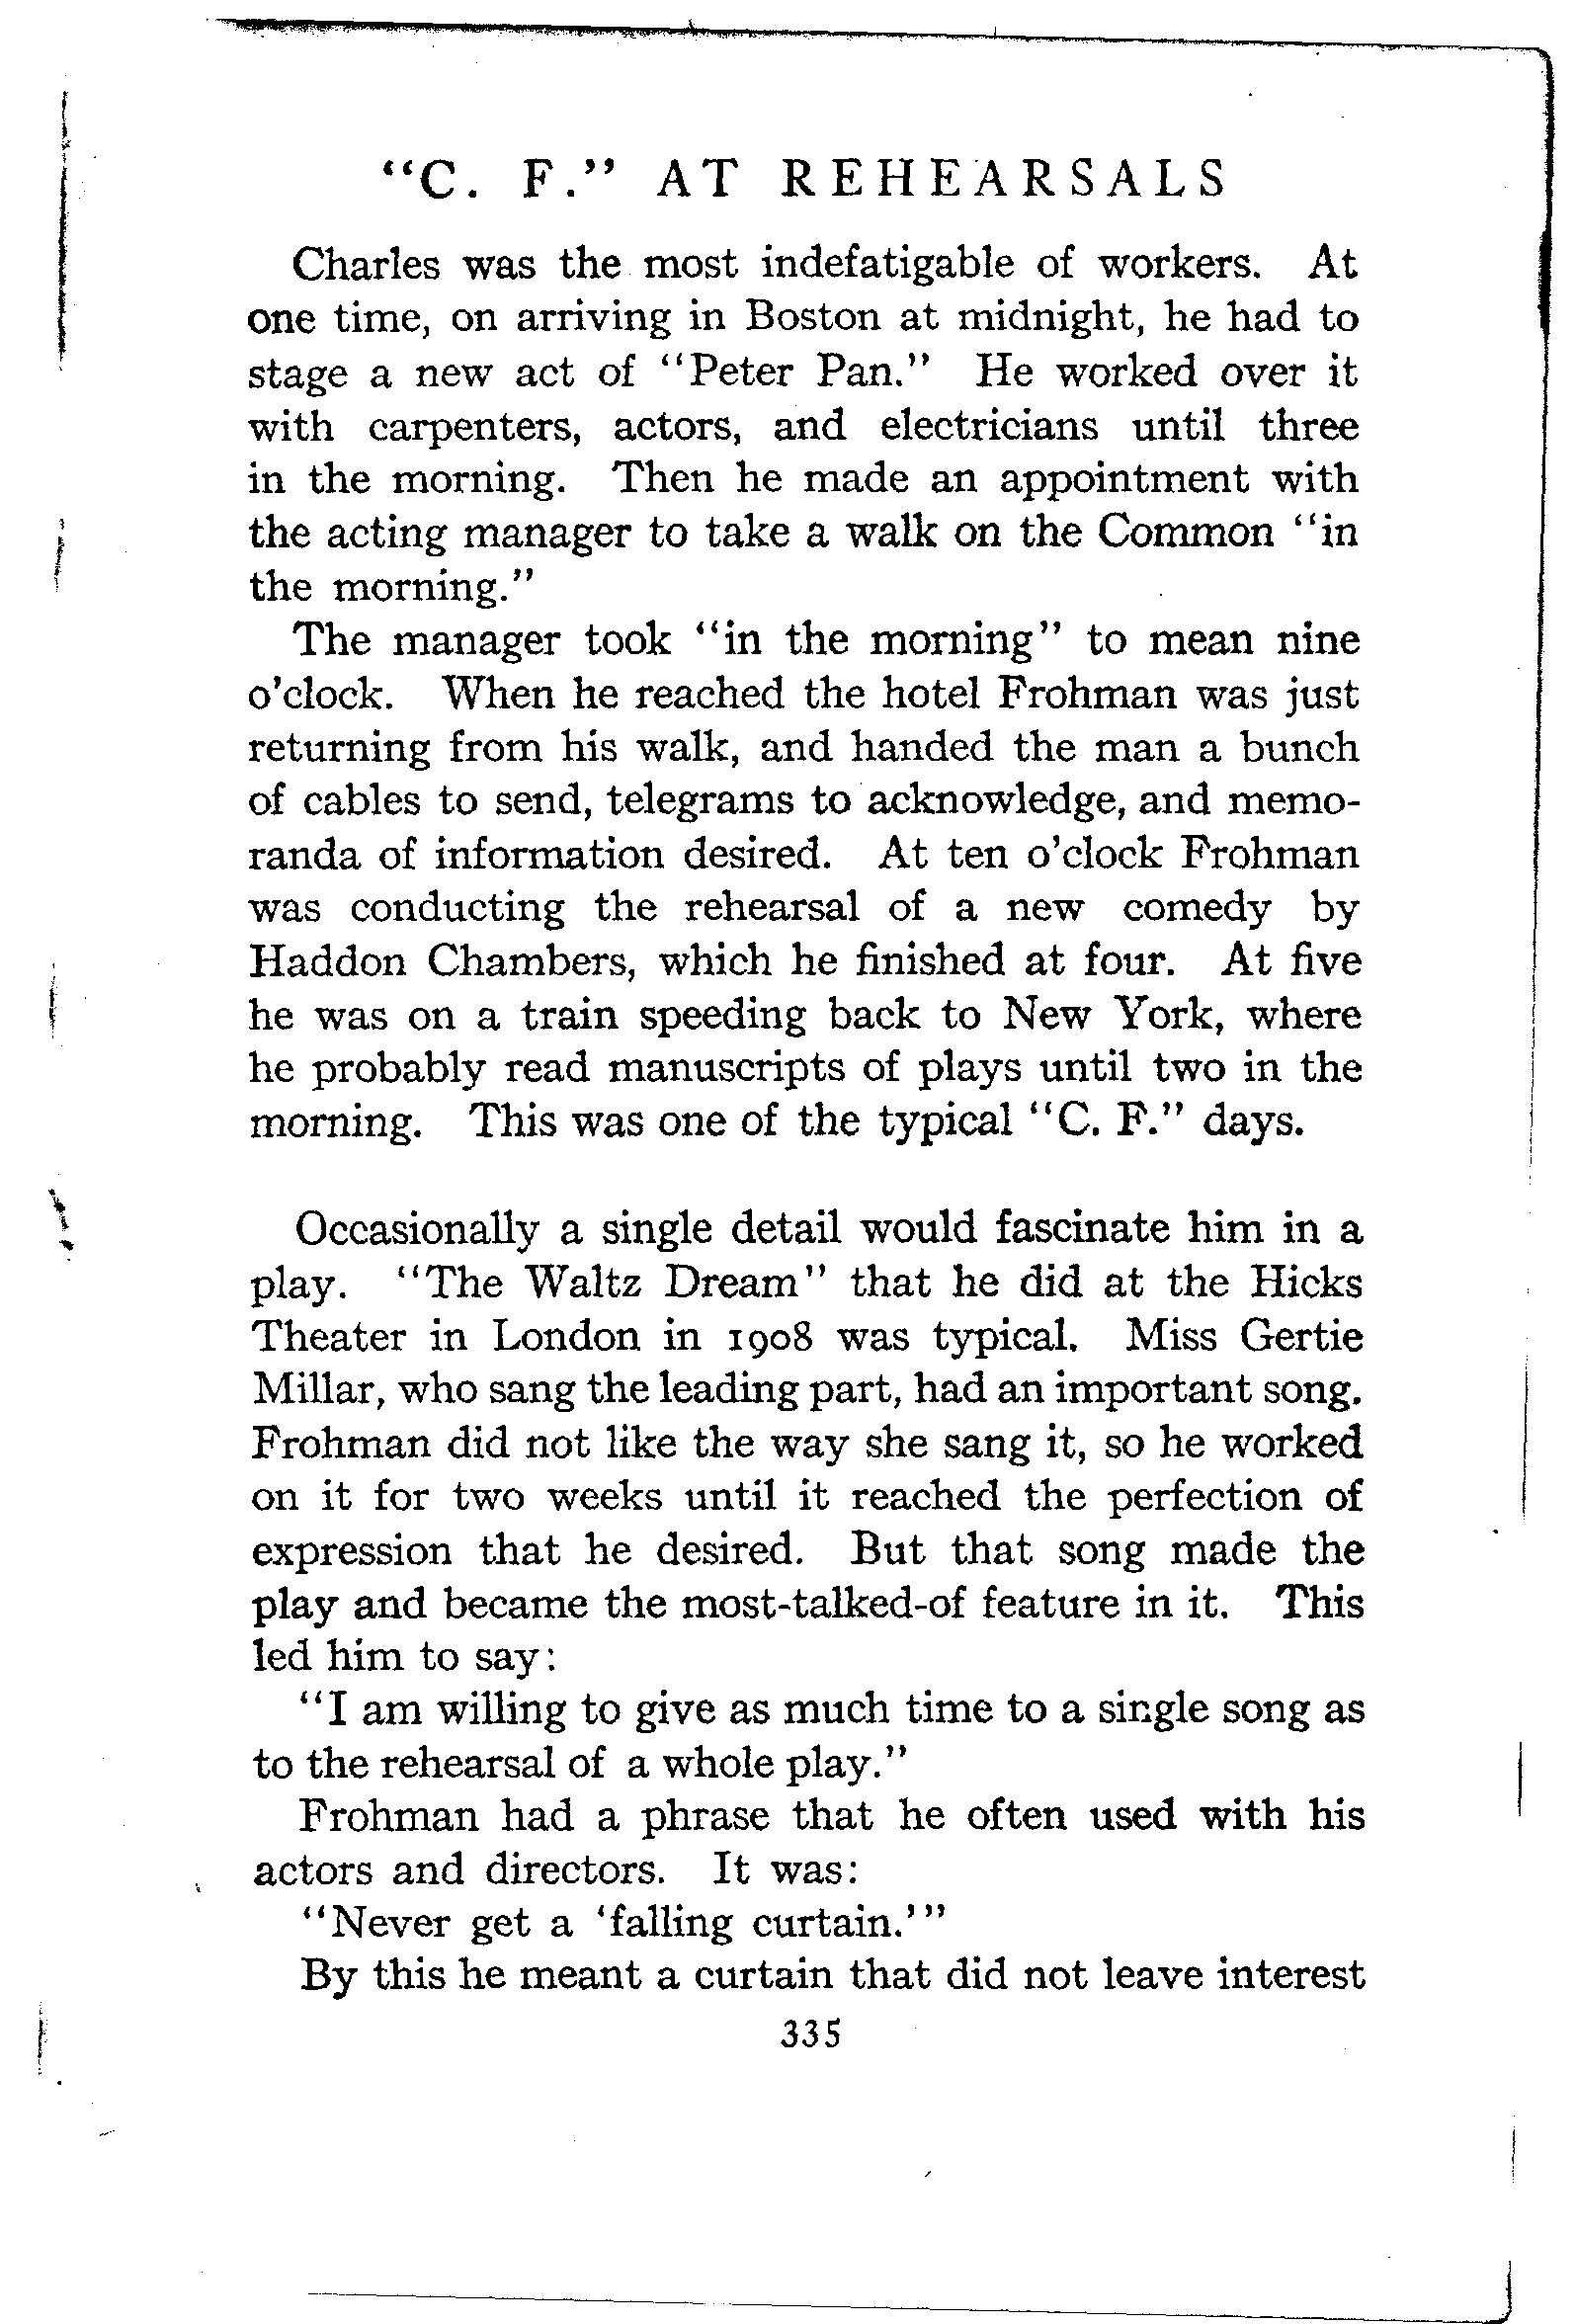 "C. F." AT REHEARSALS
Charles was the most indefatigable of workers. At
one time, on arriving in Boston at midnight, he had to
stage a new act of "Peter Pan." He worked over it
with carpenters, actors, and electricians until three
in the morning. Then he made an appointment with
the acting manager to take a walk on the Common "in
the morning."
The manager took "in the morning" to mean nine
o'clock. When he reached the hotel Frohman was just
returning from his walk, and handed the man a bunch
of cables to send, telegrams to acknowledge, and memo-
randa of information desired. At ten o'clock Frohman
was conducting the rehearsal of a new comedy by
Haddon Chambers, which he finished at four. At five
he was on a train speeding back to New York, where
he probably read manuscripts of plays until two in the
morning. This was one of the typical "C. F." days.
Occasionally a single detail would fascinate him in a
play. "The Waltz Dream" that he did at the Hicks
Theater in London in 1908 was typical. Miss Gertie
Millar, who sang the leading part, had an important song.
Frohman did not like the way she sang it, so he worked
on it for two weeks until it reached the perfection of
expression that he desired. But that song made the
play and became the most-talked-of feature in it. This
led him to say:
"I am willing to give as much time to a single song as
to the rehearsal of a whole play."
Frohman had a phrase that he often used with his
actors and directors. It was:
"Never get a 'falling curtain.'"
By this he meant a curtain that did not leave interest
335